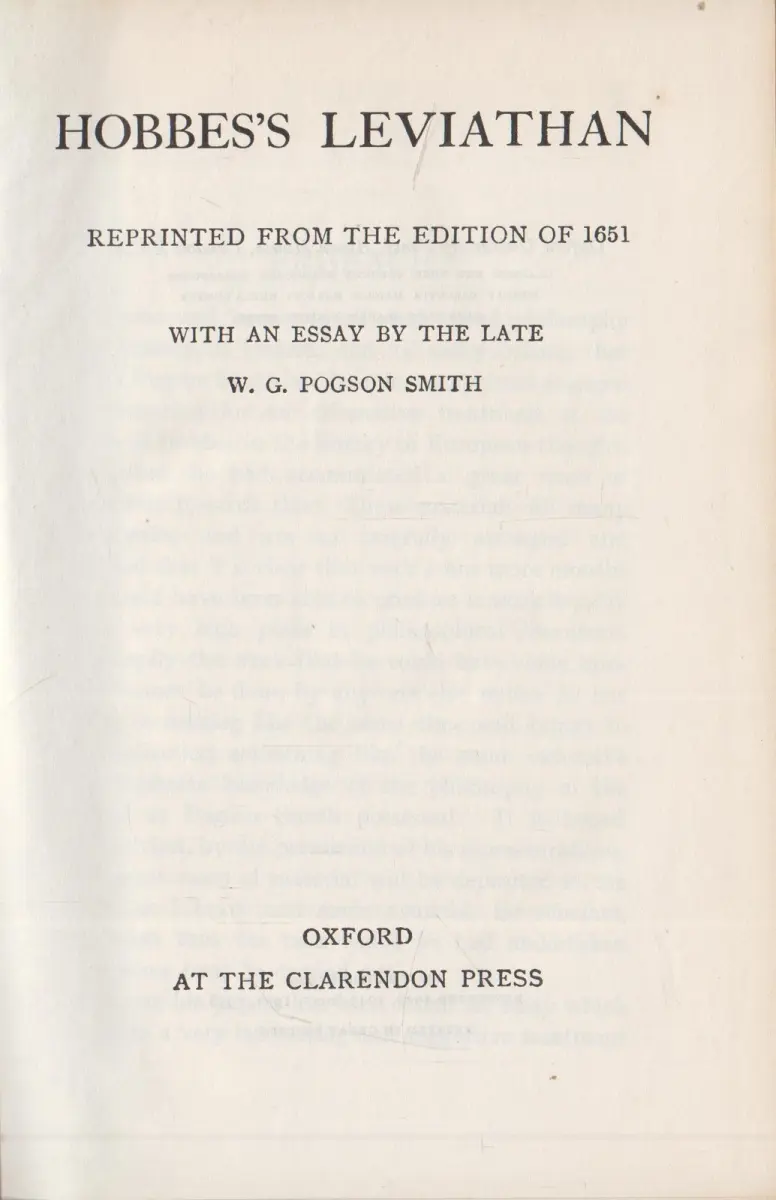 HOBBES'S LEVIATHAN
REPRINTED FROM THE EDITION OF 1651
WITH AN ESSAY BY THE LATE
W. G. POGSON SMITH
OXFORD
AT THE CLARENDON PRESS